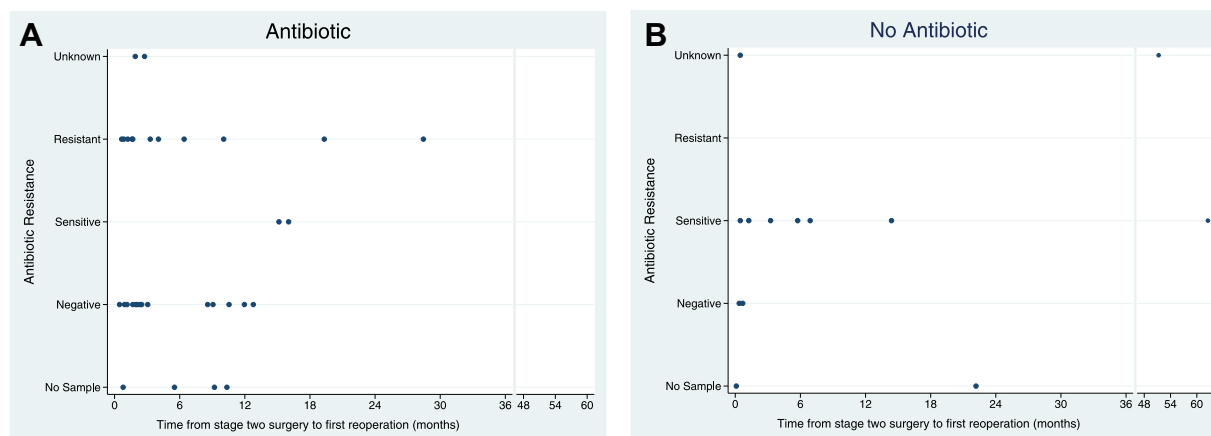 A
Antibiotic
Antibiotic Resistance
Unknown
Resistant
Sensitive
Negative
No Sample
0 6 12 18 24 30 36 48 54 60
Time from stage two surgery to first reoperation (months)
B
No Antibiotic
Antibiotic Resistance
Unknown
Resistant
Sensitive
Negative
No Sample
0 6 12 18 24 30 36 48 54 60
Time from stage two surgery to first reoperation (months)